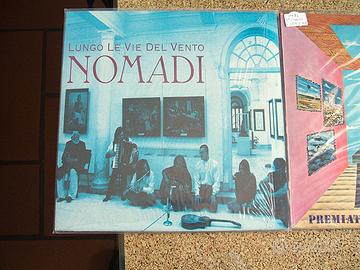 LUNGO LE VIE DEL VENTO
NOMADI
PREMIAT